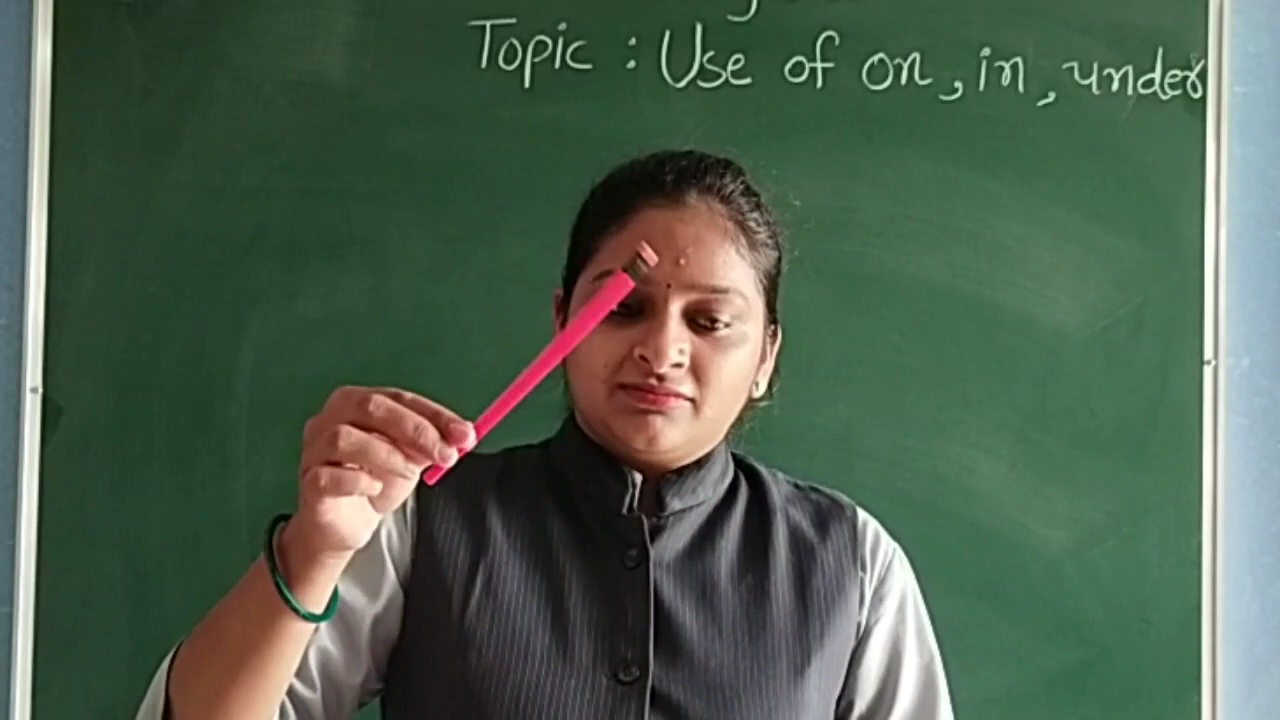 Topic : Use of on, in, under